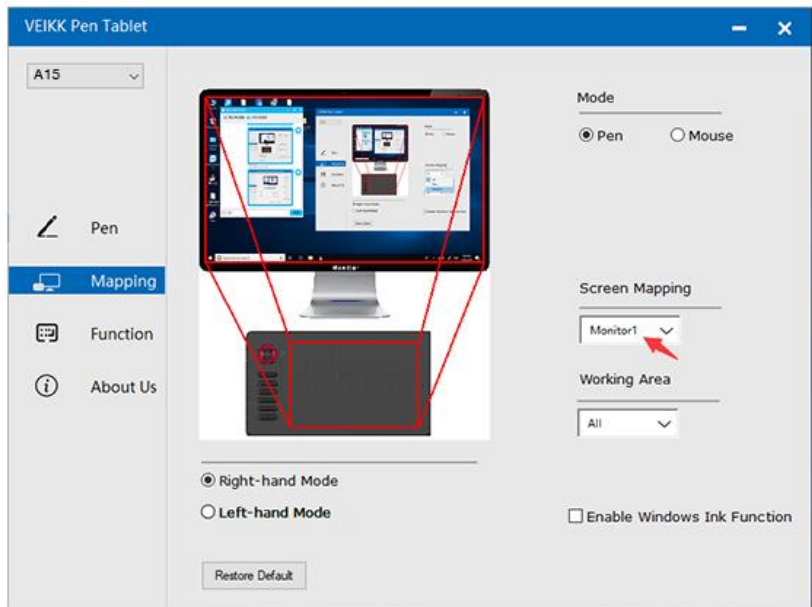 VEIKK Pen Tablet
A15
Pen
Mapping
Function
About Us
Monitor
Right-hand Mode
Left-hand Mode
Restore Default
Mode
Pen
Mouse
Screen Mapping
Monitor1
Working Area
All
Enable Windows Ink Function